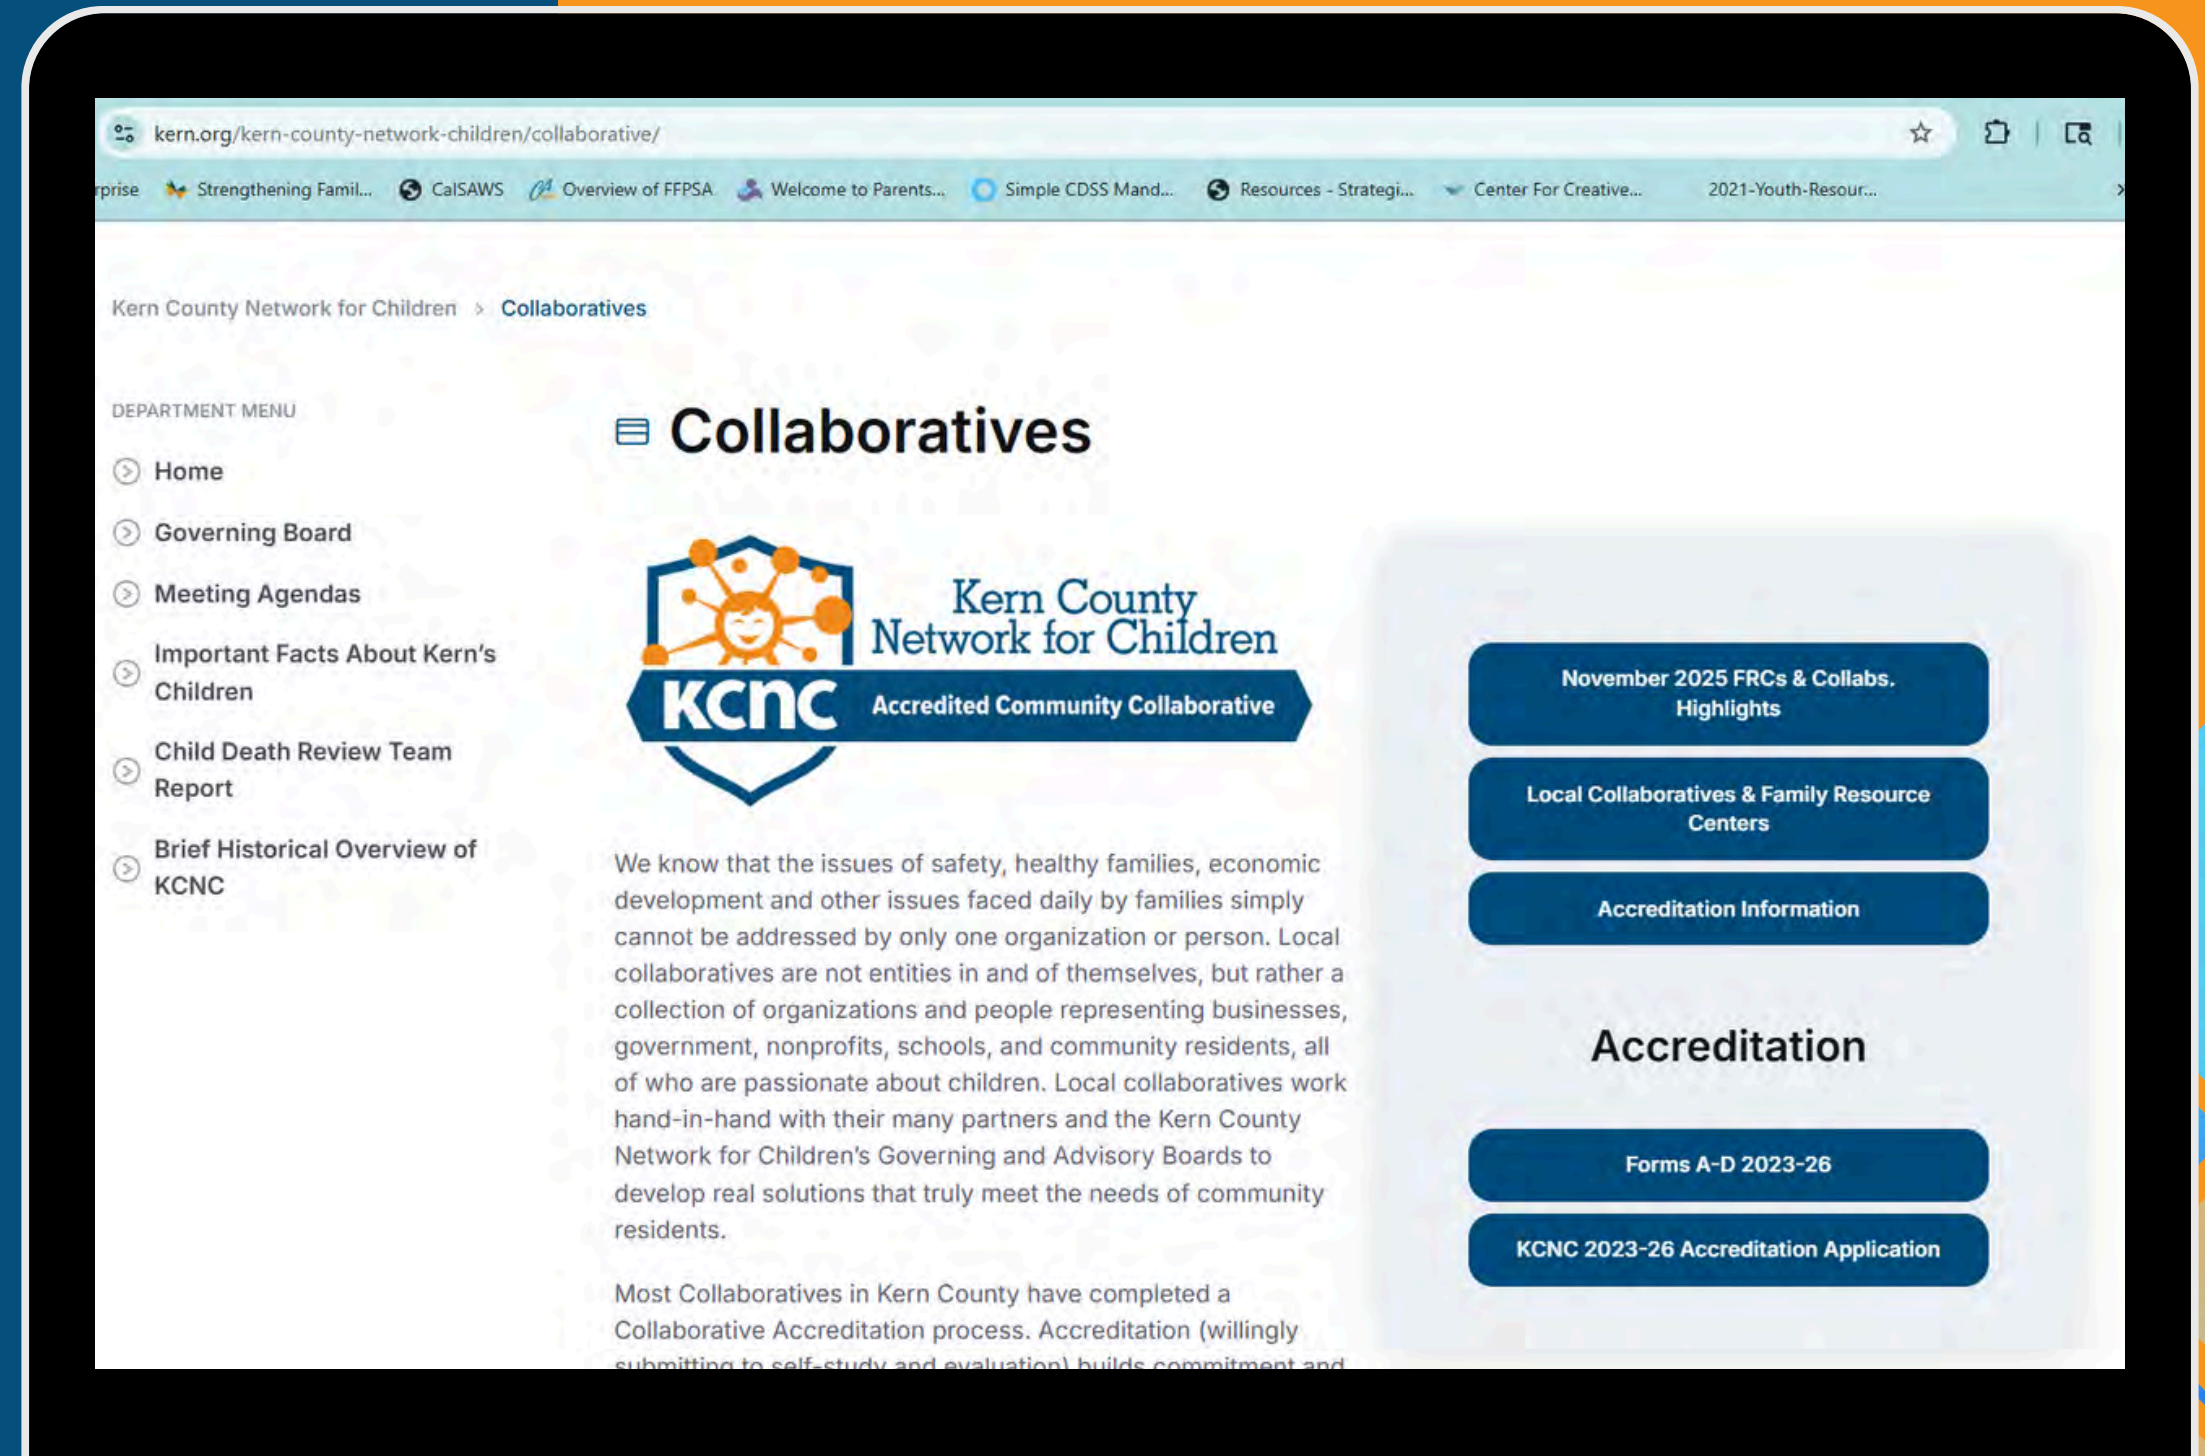 kern.org/kern-county-network-children/collaborative/
rprise Strengthening Famil... CalSAWS Overview of FFPSA Welcome to Parents... Simple CDSS Mand... Resources - Strategi... Center For Creative... 2021-Youth-Resour...
Kern County Network for Children > Collaboratives
DEPARTMENT MENU
Home
Governing Board
Meeting Agendas
Important Facts About Kern's
Children
Child Death Review Team
Report
Brief Historical Overview of
KCNC
Collaboratives
Kern County
Network for Children
KCNC Accredited Community Collaborative
We know that the issues of safety, healthy families, economic
development and other issues faced daily by families simply
cannot be addressed by only one organization or person. Local
collaboratives are not entities in and of themselves, but rather a
collection of organizations and people representing businesses,
government, nonprofits, schools, and community residents, all
of who are passionate about children. Local collaboratives work
hand-in-hand with their many partners and the Kern County
Network for Children's Governing and Advisory Boards to
develop real solutions that truly meet the needs of community
residents.
Most Collaboratives in Kern County have completed a
Collaborative Accreditation process. Accreditation (willingly
submitting to self-study and evaluation) builds commitment and
November 2025 FRCs & Collabs.
Highlights
Local Collaboratives & Family Resource
Centers
Accreditation Information
Accreditation
Forms A-D 2023-26
KCNC 2023-26 Accreditation Application